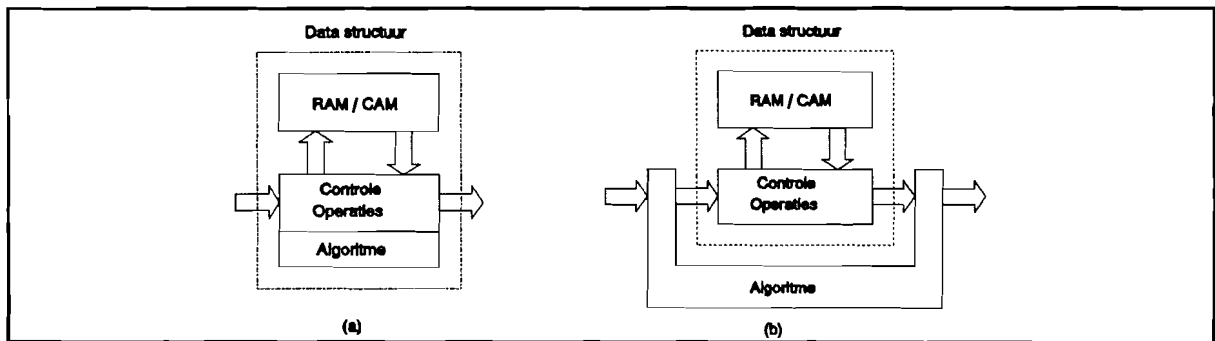 Data structuur
RAM / CAM
Controle
Operaties
Algoritme
(a)
Data structuur
RAM / CAM
Controle
Operaties
Algoritme
(b)